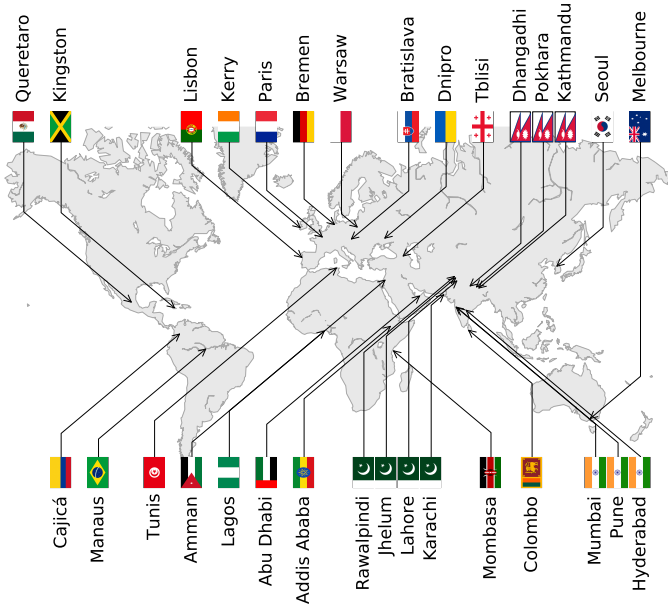 Queretaro
Kingston
Lisbon
Kerry
Paris
Bremen
Warsaw
Bratislava
Dnipro
Tblisi
Dhangadhi
Pokhara
Kathmandu
Seoul
Melbourne
Cajicá
Manaus
Tunis
Amman
Lagos
Abu Dhabi
Addis Ababa
Rawalpindi
Jhelum
Lahore
Karachi
Mombasa
Colombo
Mumbai
Pune
Hyderabad